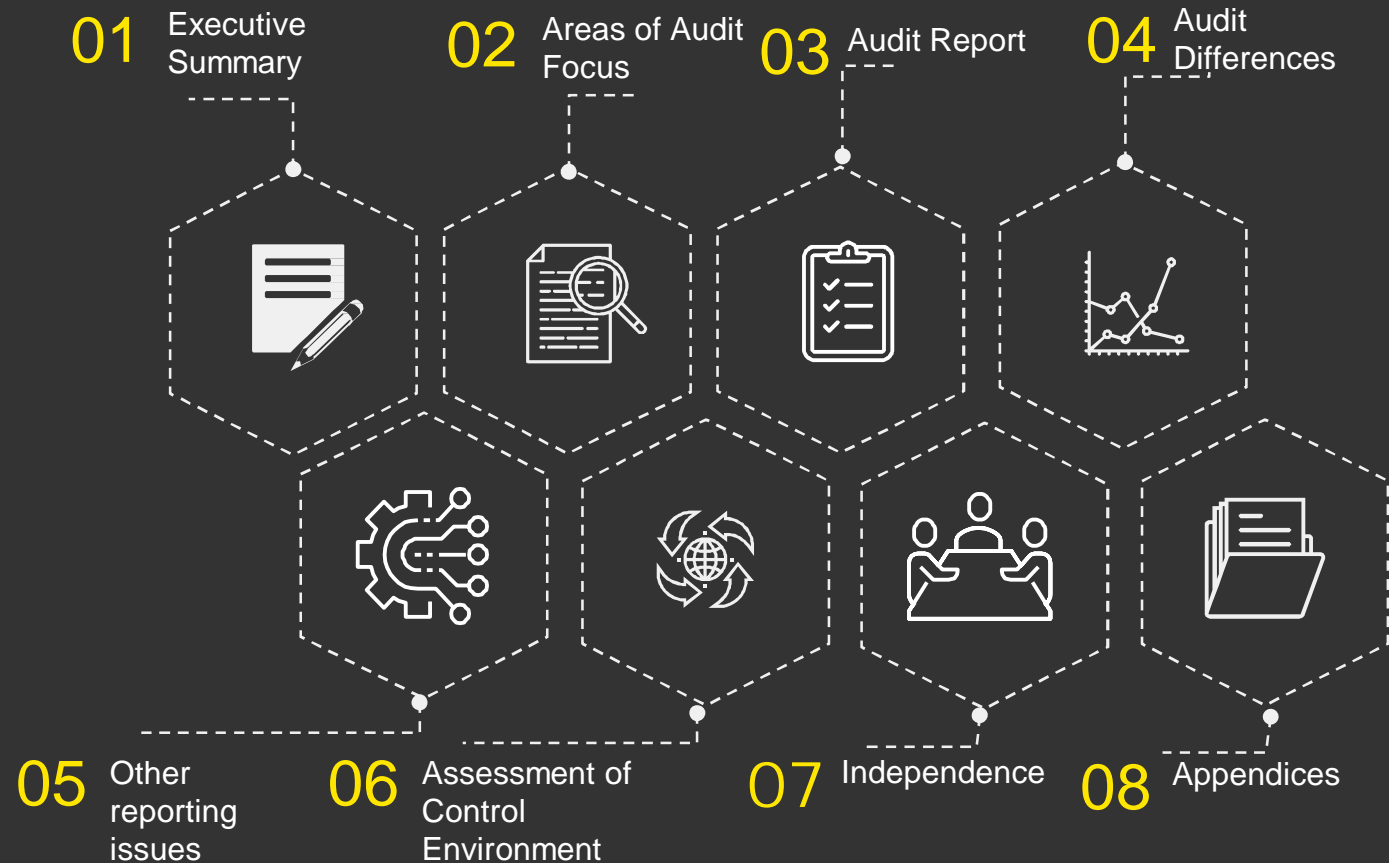 01
Executive
Summary
02
Areas of Audit
Focus
03
Audit Report
04
Audit
Differences
05
Other
reporting
issues
06
Assessment of
Control
Environment
07
Independence
08
Appendices